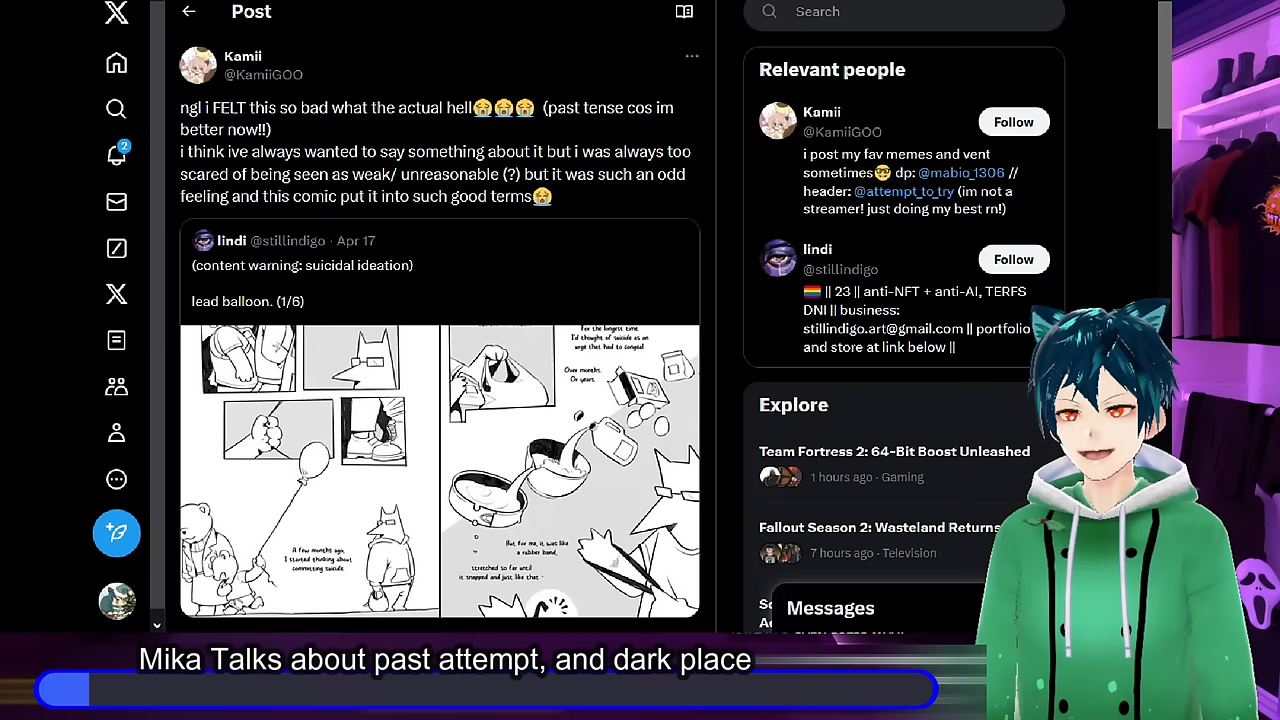 Post
Search
Kamii
@KamiiGOO
ngl i FELT this so bad what the actual hell😭😭😭 (past tense cos im
better now!!)
i think ive always wanted to say something about it but i was always too
scared of being seen as weak/ unreasonable (?) but it was such an odd
feeling and this comic put it into such good terms😭
lindi @stillindigo · Apr 17
(content warning: suicidal ideation)
lead balloon. (1/6)
A few months ago,
I started thinking about
committing suicide.
For the longest time,
I'd thought of suicide as an
urge that had to congeal.
Over months.
Or years.
But for me, it was like
a rubber band,
stretched so far until
it snapped and just like that -
2
Relevant people
Kamii
@KamiiGOO
Follow
i post my fav memes and vent
sometimes🤓 dp: @mabio_1306 //
header: @attempt_to_try (im not a
streamer! just doing my best rn!)
lindi
@stillindigo
Follow
🏳️‍🌈 || 23 || anti-NFT + anti-AI, TERFS
DNI || business:
stillindigo.art@gmail.com || portfolio
and store at link below ||
Explore
Team Fortress 2: 64-Bit Boost Unleashed
1 hours ago · Gaming
Fallout Season 2: Wasteland Returns
7 hours ago · Television
Messages
Mika Talks about past attempt, and dark place